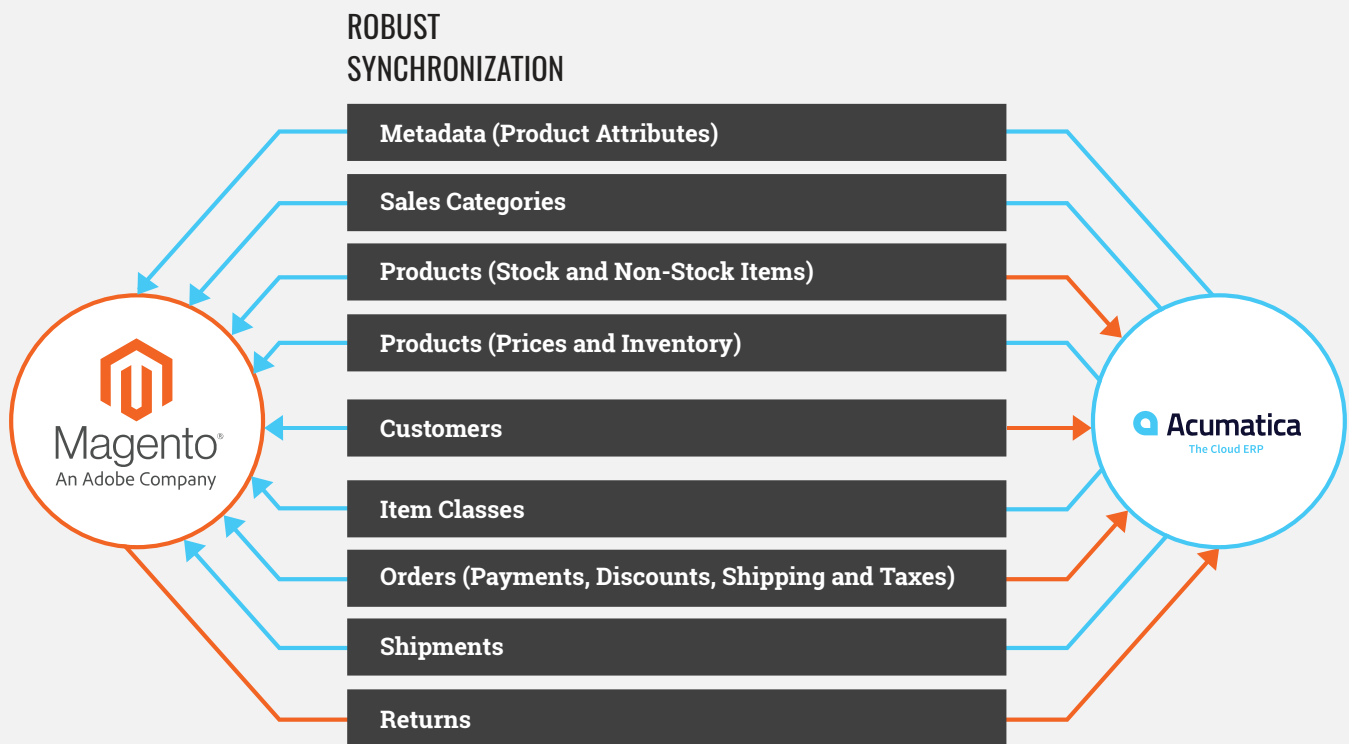 ROBUST
SYNCHRONIZATION
Metadata (Product Attributes)
Sales Categories
Products (Stock and Non-Stock Items)
Products (Prices and Inventory)
Customers
Item Classes
Orders (Payments, Discounts, Shipping and Taxes)
Shipments
Returns
Magento®
An Adobe Company
Acumatica
The Cloud ERP